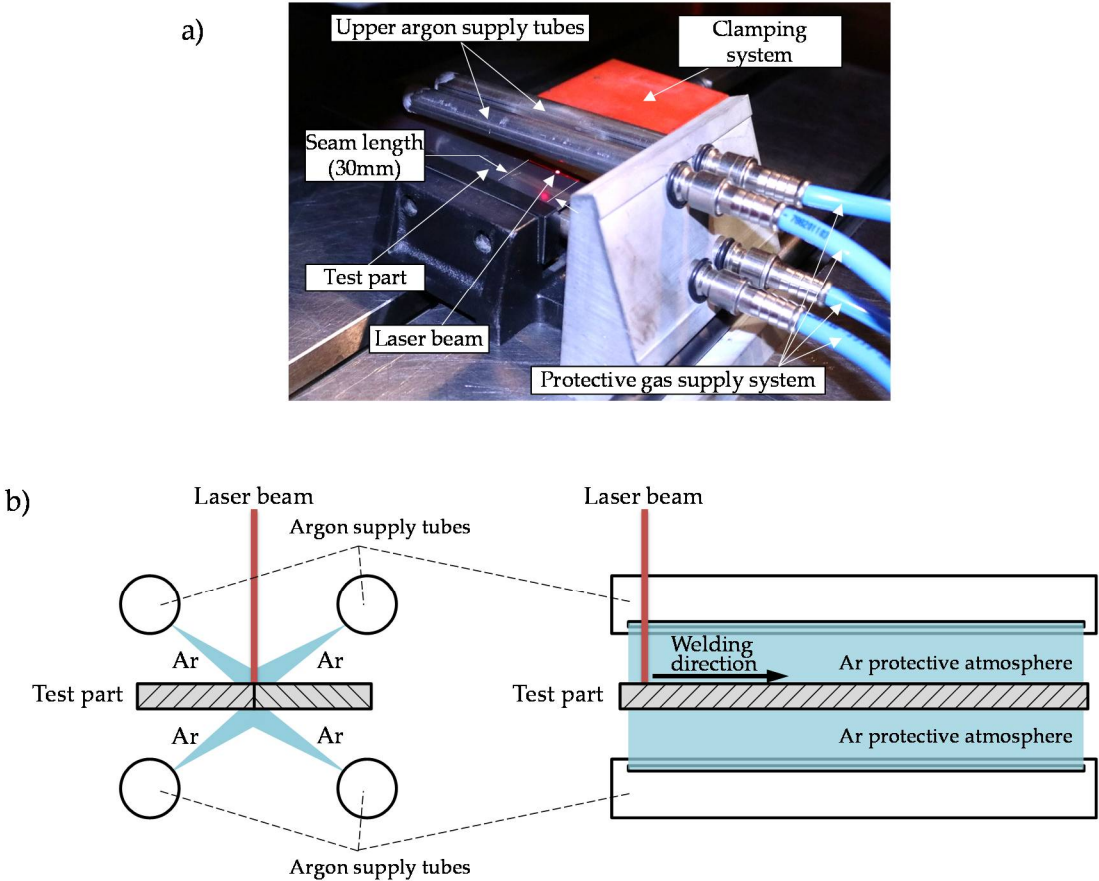 a)
Upper argon supply tubes
Clamping
system
Seam length
(30mm)
Test part
Laser beam
Protective gas supply system
b)
Laser beam
Argon supply tubes
Ar
Ar
Test part
Ar
Ar
Argon supply tubes
Laser beam
Welding
direction
Ar protective atmosphere
Test part
Ar protective atmosphere